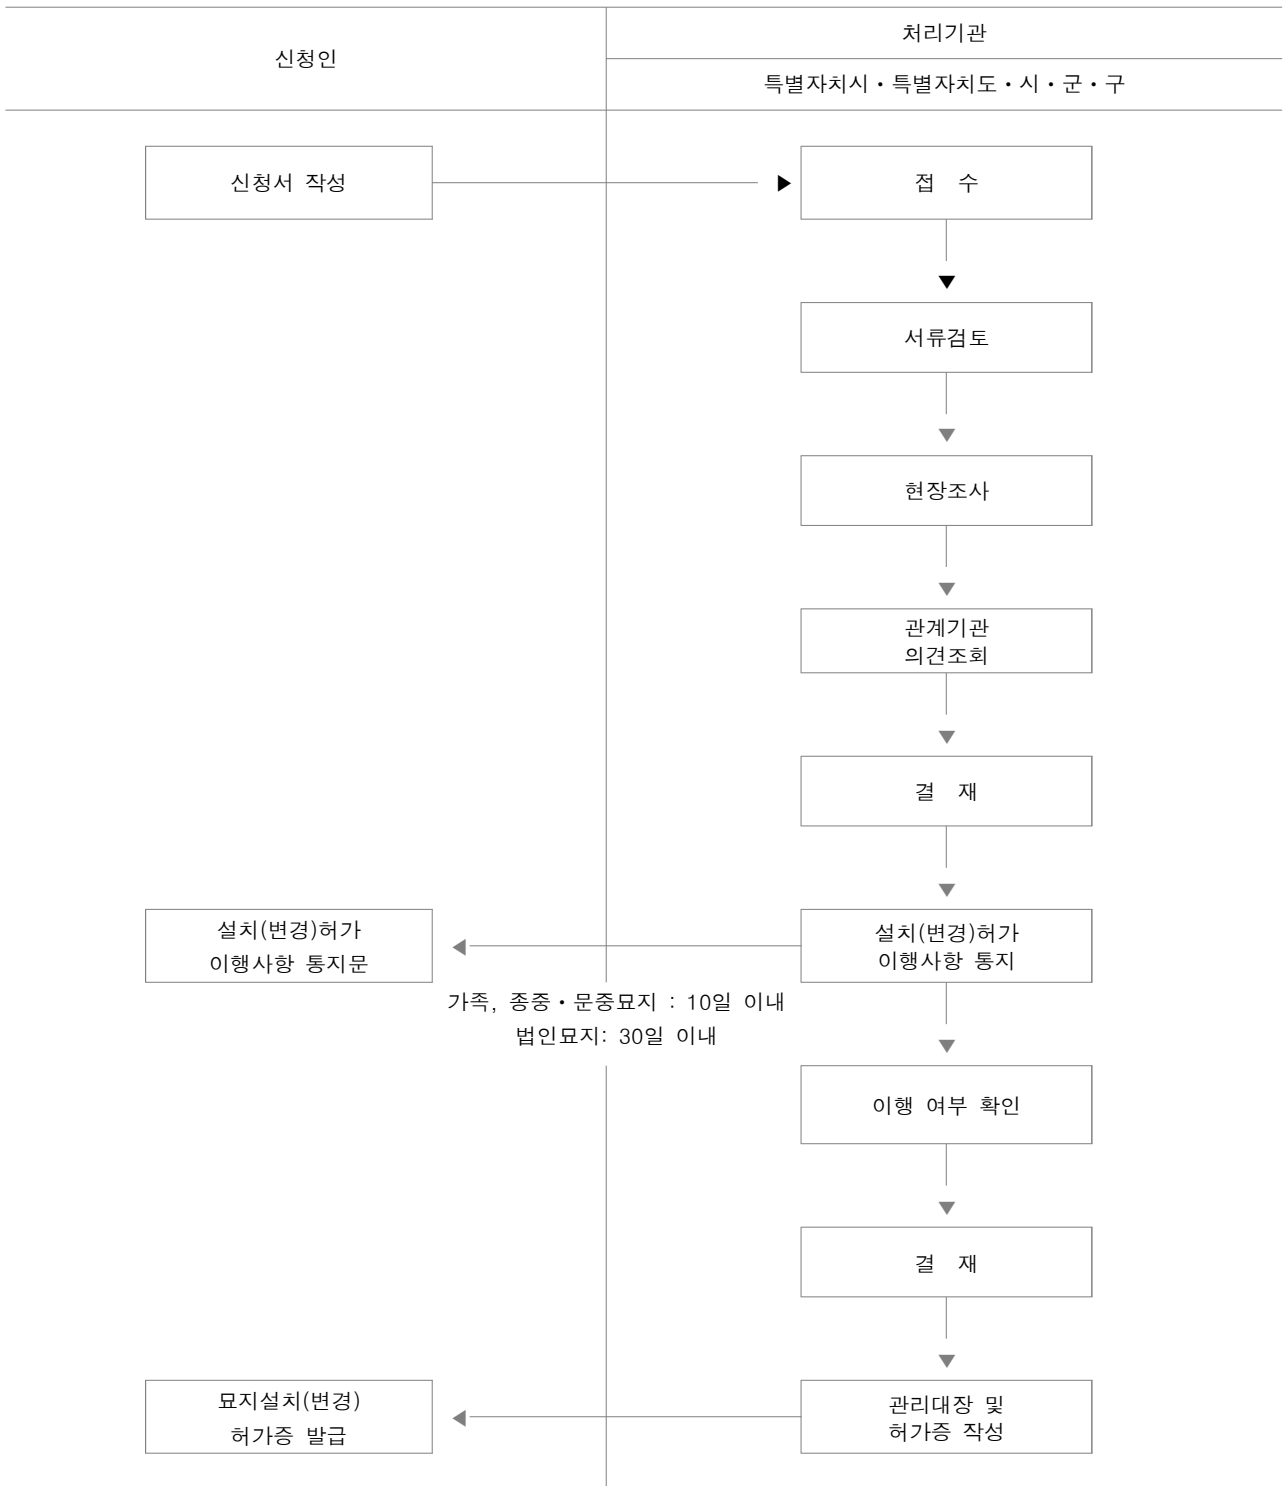 신청인
처리기관
특별자치시・특별자치도・시・군・구
신청서 작성
접 수
서류검토
현장조사
관계기관
의견조회
결 재
설치(변경)허가
이행사항 통지문
설치(변경)허가
이행사항 통지
가족, 종중・문중묘지 : 10일 이내
법인묘지: 30일 이내
이행 여부 확인
결 재
묘지설치(변경)
허가증 발급
관리대장 및
허가증 작성